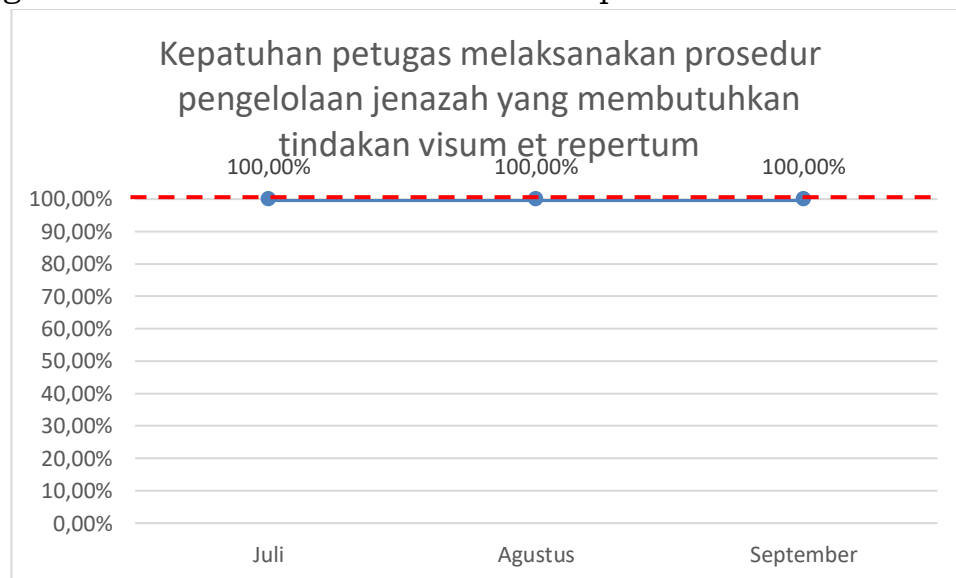 Kepatuhan petugas melaksanakan prosedur
pengelolaan jenazah yang membutuhkan
tindakan visum et repertum
100,00% 100,00% 100,00%
100,00%
90,00%
80,00%
70,00%
60,00%
50,00%
40,00%
30,00%
20,00%
10,00%
0,00%
Juli Agustus September